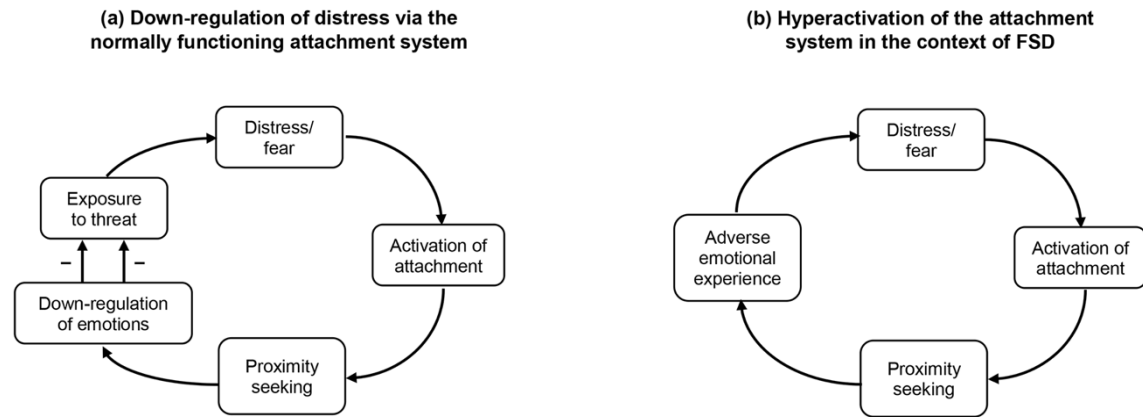 (a) Down-regulation of distress via the
normally functioning attachment system
Distress/
fear
Exposure
to threat
Activation of
attachment
– –
Down-regulation
of emotions
Proximity
seeking
(b) Hyperactivation of the attachment
system in the context of FSD
Distress/
fear
Adverse
emotional
experience
Activation of
attachment
Proximity
seeking